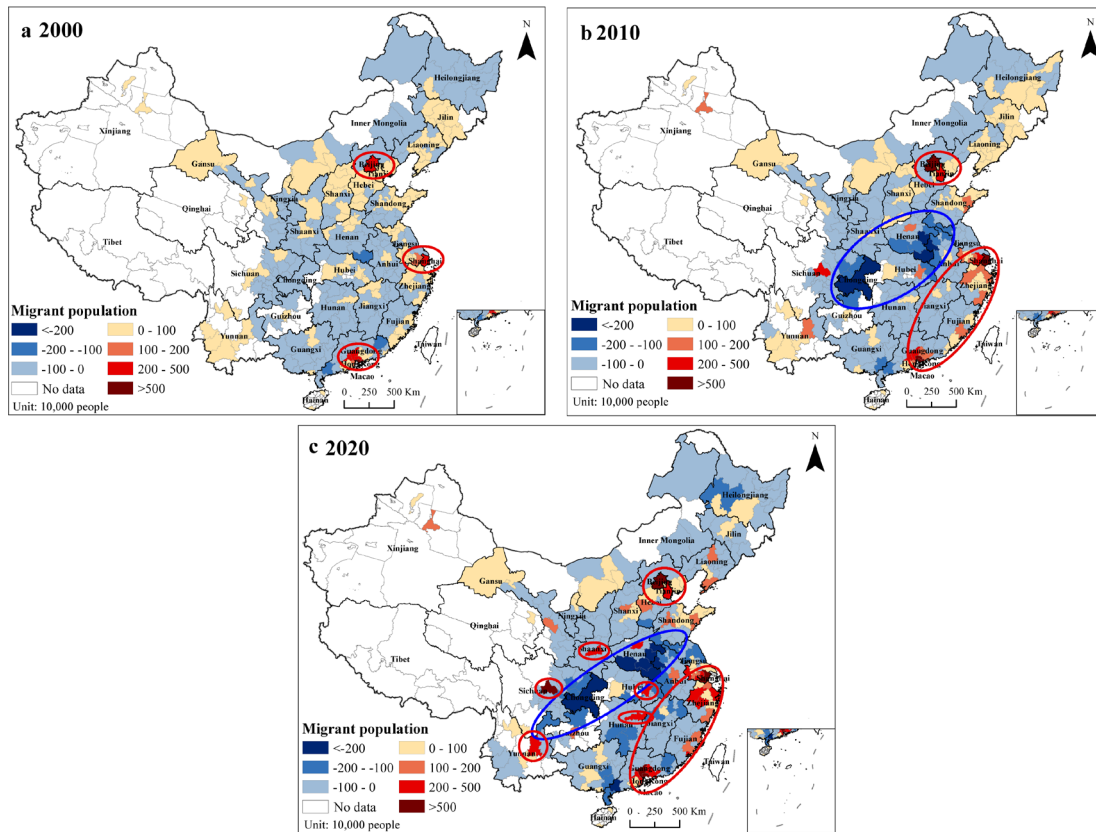 a 2000
N
Heilongjiang
Jilin
Inner Mongolia
Liaoning
Xinjiang
Gansu
Hebei
Ningxia
Shanxi
Shandong
Qinghai
Shaanxi
Henan
Jiangsu
Tibet
Shanghai
Sichuan
Hubei
Anhui
Chongqing
Zhejiang
Hunan
Jiangxi
Guizhou
Fujian
Yunnan
Taiwan
Guangxi
Guangdong
Macao
Hainan
Migrant population
<-200
0 - 100
-200 - -100
100 - 200
-100 - 0
200 - 500
No data
>500
Unit: 10,000 people
0 250 500 Km
b 2010
N
Heilongjiang
Jilin
Inner Mongolia
Liaoning
Xinjiang
Gansu
Tianjin
Hebei
Ningxia
Shanxi
Shandong
Qinghai
Shaanxi
Henan
Jiangsu
Tibet
Shanghai
Sichuan
Hubei
Anhui
Zhejiang
Hunan
Jiangxi
Guizhou
Fujian
Yunnan
Taiwan
Guangxi
Guangdong
Macao
Hainan
Migrant population
<-200
0 - 100
-200 - -100
100 - 200
-100 - 0
200 - 500
No data
>500
Unit: 10,000 people
0 250 500 Km
c 2020
N
Heilongjiang
Jilin
Inner Mongolia
Liaoning
Xinjiang
Gansu
Tianjin
Hebei
Ningxia
Shanxi
Shandong
Qinghai
Shaanxi
Henan
Jiangsu
Tibet
Shanghai
Sichuan
Hubei
Anhui
Chongqing
Zhejiang
Hunan
Jiangxi
Guizhou
Fujian
Yunnan
Taiwan
Guangxi
Guangdong
Hong Kong
Macao
Hainan
Migrant population
<-200
0 - 100
-200 - -100
100 - 200
-100 - 0
200 - 500
No data
>500
Unit: 10,000 people
0 250 500 Km